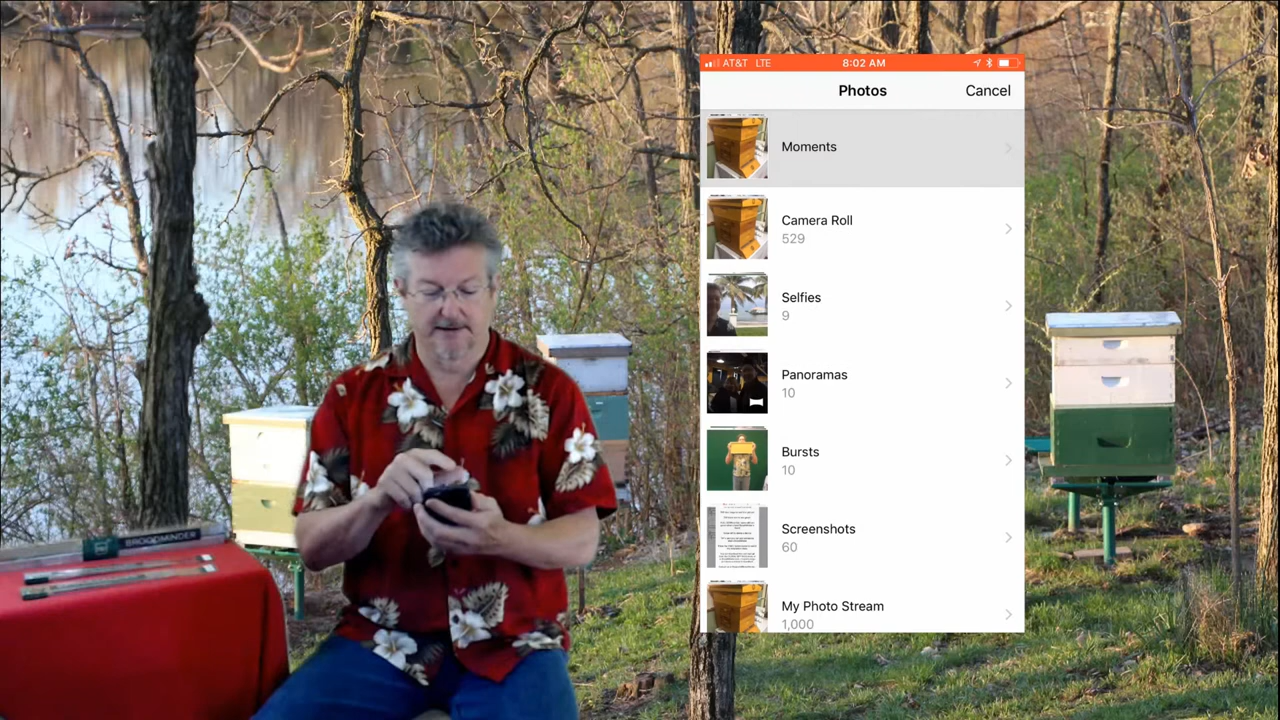 AT&T LTE 8:02 AM
Photos Cancel
Moments
Camera Roll
529
Selfies
9
Panoramas
10
Bursts
10
Screenshots
60
My Photo Stream
1,000